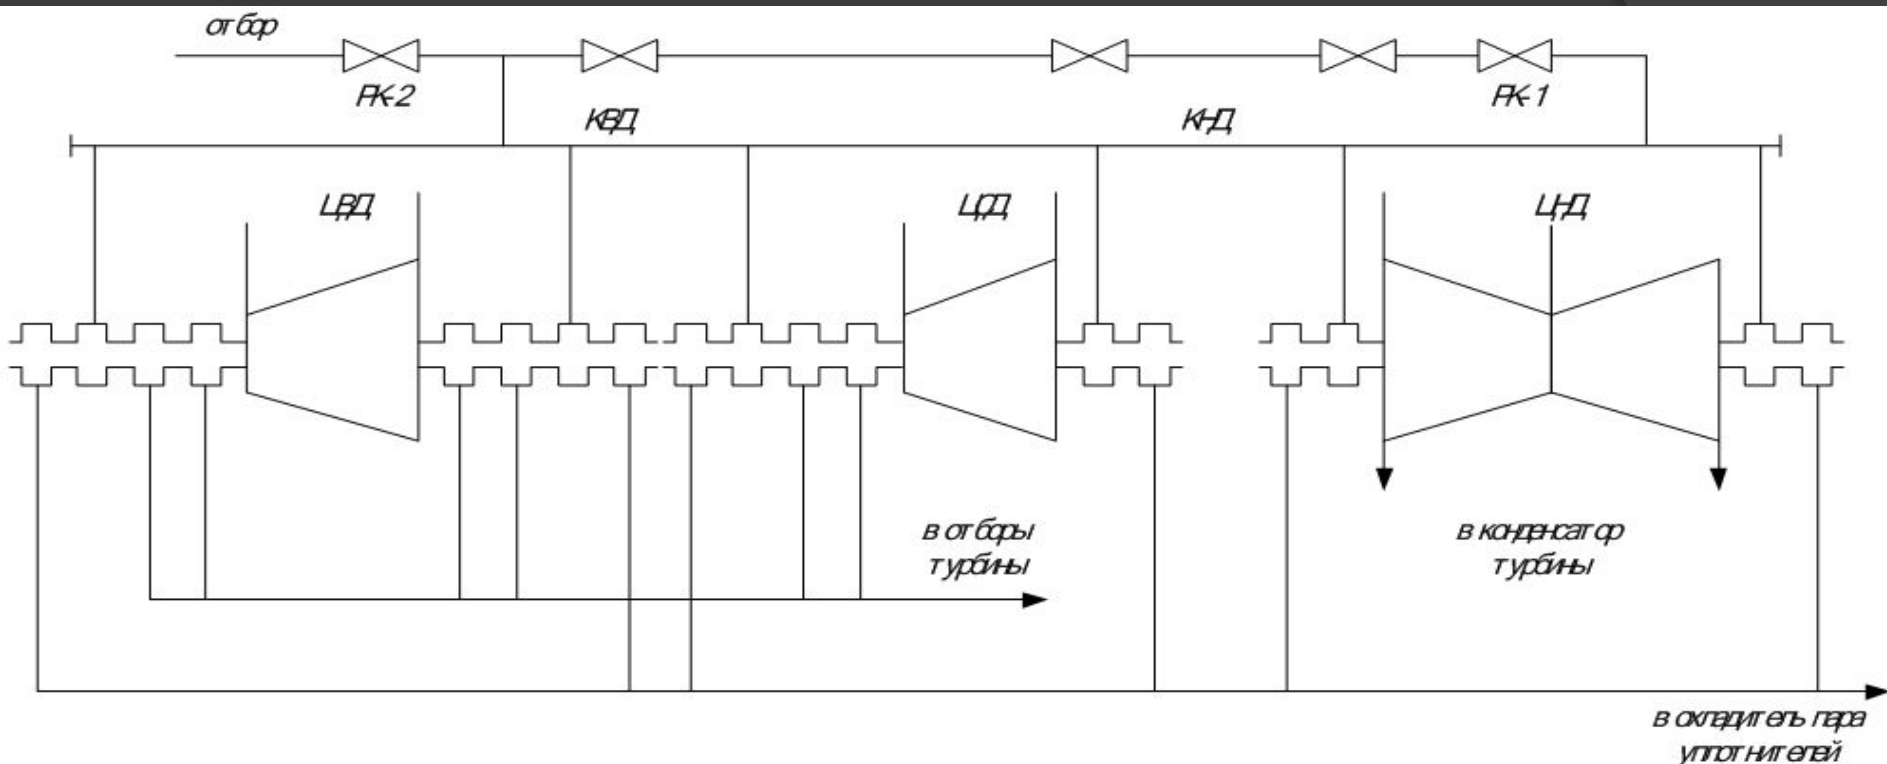 отбор
РК-2
РК-1
КВД
КНД
ЦВД
ЦСД
ЦНД
в отборы
турбины
в конденсатор
турбины
в охладитель пара
уплотнителей